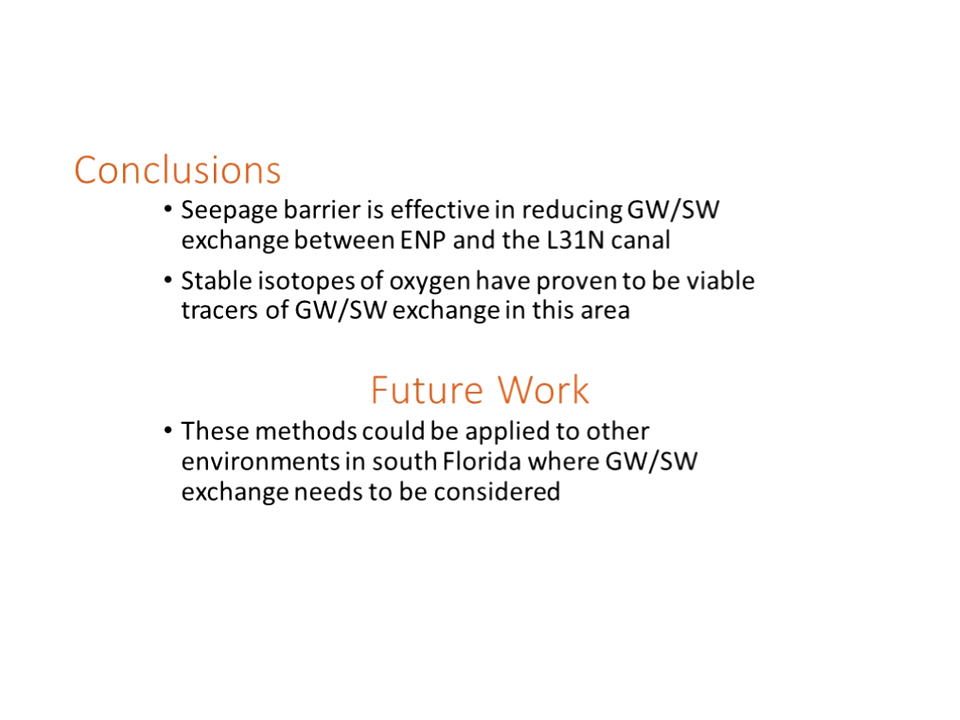 Conclusions
• Seepage barrier is effective in reducing GW/SW
exchange between ENP and the L31N canal
• Stable isotopes of oxygen have proven to be viable
tracers of GW/SW exchange in this area
Future Work
• These methods could be applied to other
environments in south Florida where GW/SW
exchange needs to be considered